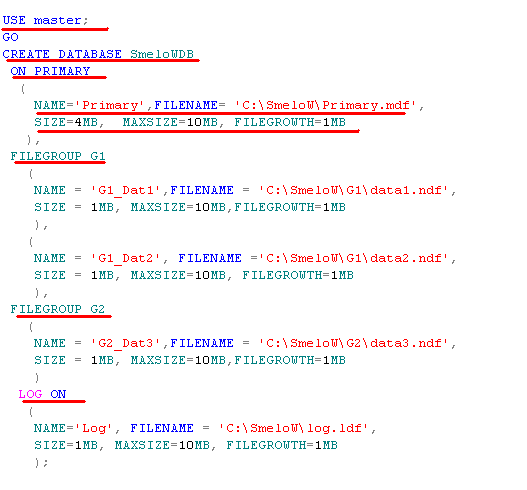 USE master;
GO
CREATE DATABASE SmeloWDB
ON PRIMARY
(
NAME='Primary',FILENAME= 'C:\SmeloW\Primary.mdf',
SIZE=4MB, MAXSIZE=10MB, FILEGROWTH=1MB
),
FILEGROUP G1
(
NAME = 'G1_Dat1',FILENAME = 'C:\SmeloW\G1\data1.ndf',
SIZE = 1MB, MAXSIZE=10MB,FILEGROWTH=1MB
),
(
NAME = 'G1_Dat2', FILENAME ='C:\SmeloW\G1\data2.ndf',
SIZE = 1MB, MAXSIZE=10MB, FILEGROWTH=1MB
),
FILEGROUP G2
(
NAME = 'G2_Dat3',FILENAME = 'C:\SmeloW\G2\data3.ndf',
SIZE = 1MB, MAXSIZE=10MB,FILEGROWTH=1MB
)
LOG ON
(
NAME='Log', FILENAME = 'C:\SmeloW\log.ldf',
SIZE=1MB, MAXSIZE=10MB, FILEGROWTH=1MB
);